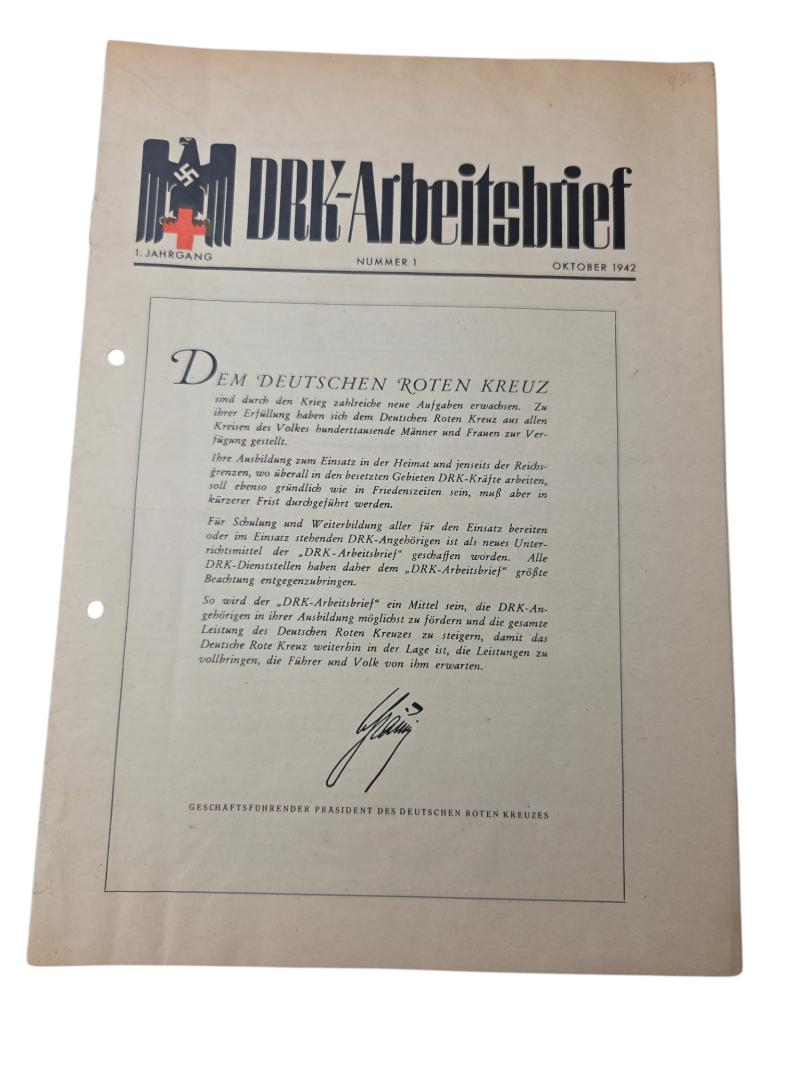 9.50
DRK-Arbeitsbrief
1. JAHRGANG
NUMMER 1
OKTOBER 1942
DEM DEUTSCHEN ROTEN KREUZ
sind durch den Krieg zahlreiche neue Aufgaben erwachsen. Zu
ihrer Erfüllung haben sich dem Deutschen Roten Kreuz aus allen
Kreisen des Volkes hunderttausende Männer und Frauen zur Ver-
fügung gestellt.
Ihre Ausbildung zum Einsatz in der Heimat und jenseits der Reichs-
grenzen, wo überall in den besetzten Gebieten DRK-Kräfte arbeiten,
soll ebenso gründlich wie in Friedenszeiten sein, muß aber in
kürzerer Frist durchgeführt werden.
Für Schulung und Weiterbildung aller für den Einsatz bereiten
oder im Einsatz stehenden DRK-Angehörigen ist als neues Unter-
richtsmittel der „DRK-Arbeitsbrief“ geschaffen worden. Alle
DRK-Dienststellen haben daher dem „DRK-Arbeitsbrief“ größte
Beachtung entgegenzubringen.
So wird der „DRK-Arbeitsbrief“ ein Mittel sein, die DRK-An-
gehörigen in ihrer Ausbildung möglichst zu fördern und die gesamte
Leistung des Deutschen Roten Kreuzes zu steigern, damit das
Deutsche Rote Kreuz weiterhin in der Lage ist, die Leistungen zu
vollbringen, die Führer und Volk von ihm erwarten.
GESCHÄFTSFÜHRENDER PRÄSIDENT DES DEUTSCHEN ROTEN KREUZES